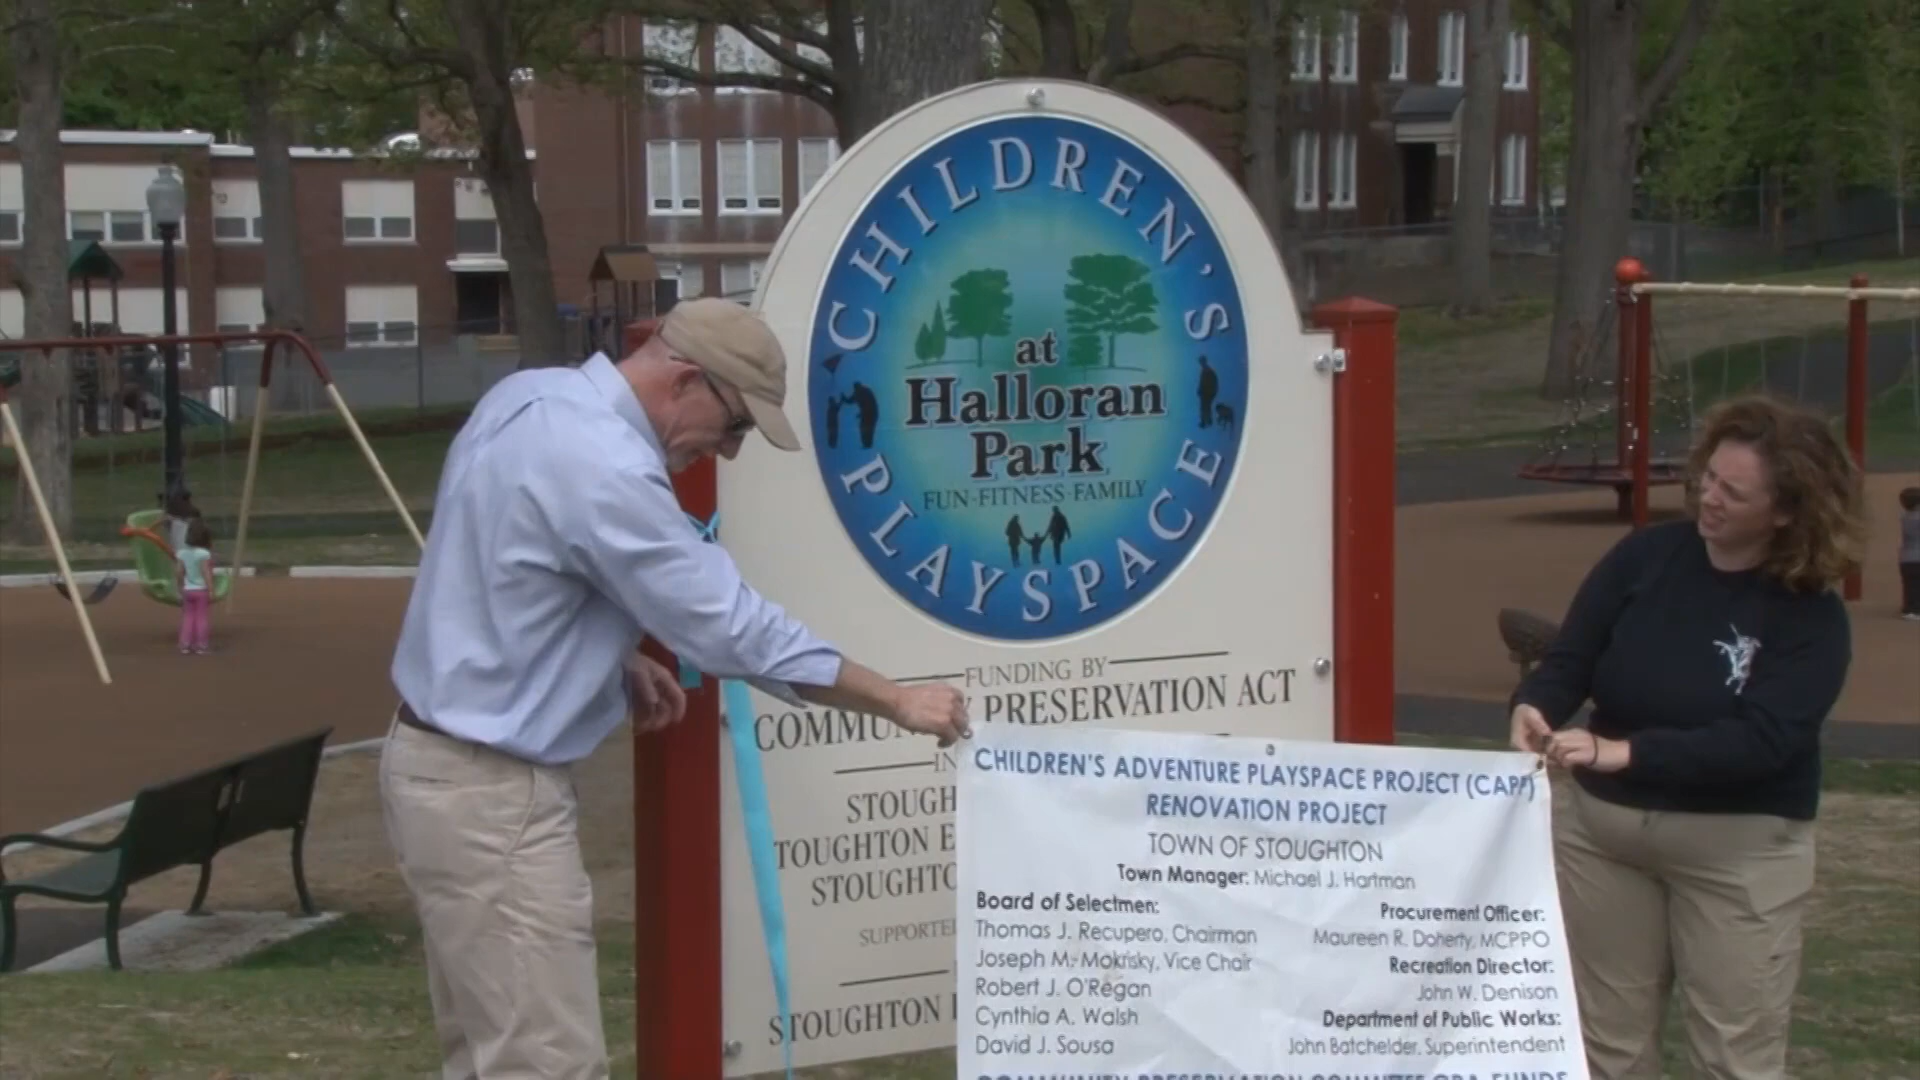 CHILDREN'S
at
Halloran
Park
FUN-FITNESS-FAMILY
PLAYSPACE
FUNDING BY
PRESERVATION ACT
IN
TOUGHTON
SUPPORTE
STOUGHTON
CHILDREN'S ADVENTURE PLAYSPACE PROJECT (CAPP)
RENOVATION PROJECT
TOWN OF STOUGHTON
Town Manager: Michael J. Hartman
Board of Selectmen:
Thomas J. Recupero, Chairman
Joseph M. Mokrisky, Vice Chair
Robert J. O'Regan
Cynthia A. Walsh
David J. Sousa
Procurement Officer:
Maureen R. Doherty, MCPPO
Recreation Director:
John W. Denison
Department of Public Works:
John Batchelder, Superintendent